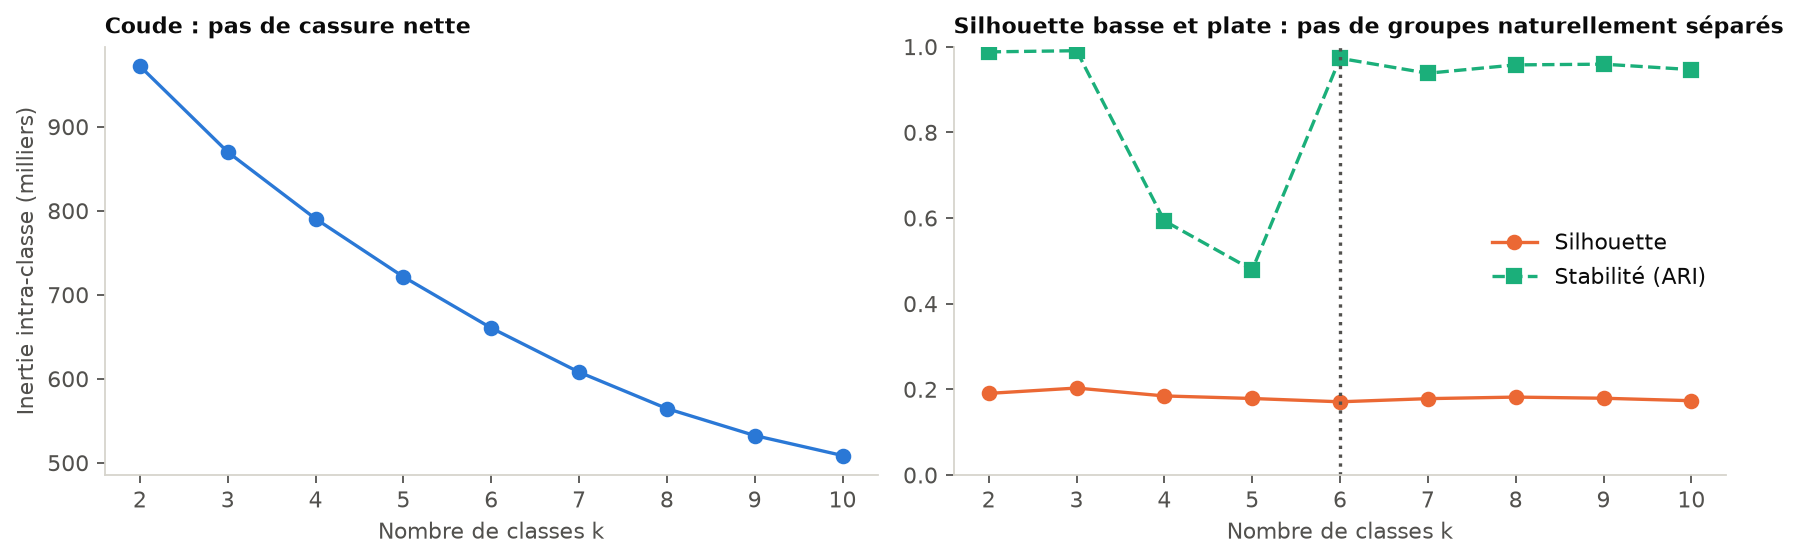 Coude : pas de cassure nette
Inertie intra-classe (milliers)
900
800
700
600
500
2 3 4 5 6 7 8 9 10
Nombre de classes k
Silhouette basse et plate : pas de groupes naturellement séparés
1.0
0.8
0.6
0.4
0.2
0.0
Silhouette
Stabilité (ARI)
2 3 4 5 6 7 8 9 10
Nombre de classes k